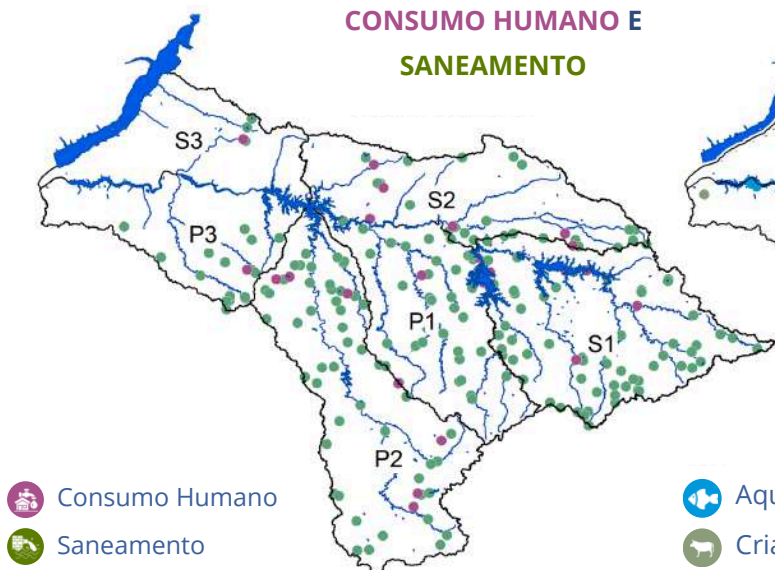 CONSUMO HUMANO E
SANEAMENTO
S3
S2
P3
P1
S1
P2
Consumo Humano
Saneamento
Aqu
Cria